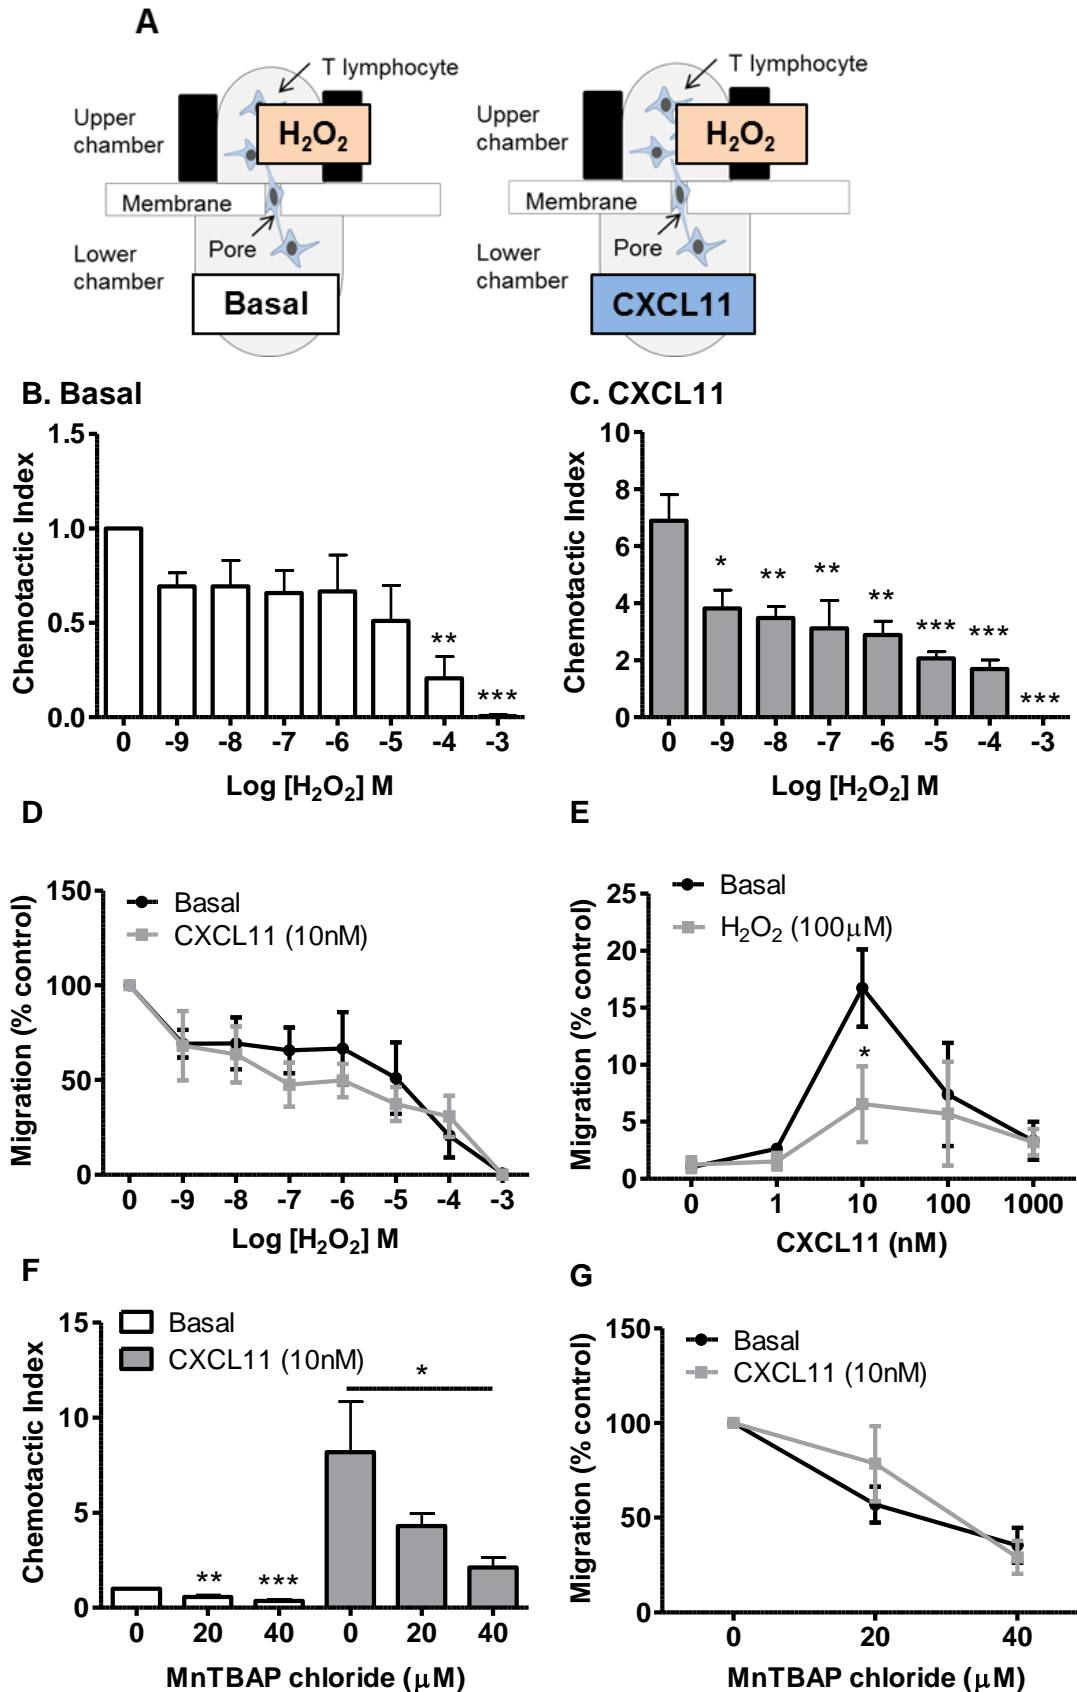 A
T lymphocyte
Upper
chamber
H₂O₂
Membrane
Pore
Lower
chamber
Basal
T lymphocyte
Upper
chamber
H₂O₂
Membrane
Pore
Lower
chamber
CXCL11
B. Basal
Chemotactic Index
1.5
1.0
0.5
0.0
**
***
0 -9 -8 -7 -6 -5 -4 -3
Log [H₂O₂] M
C. CXCL11
Chemotactic Index
10
8
6
4
2
0
* ** ** ** *** *** ***
0 -9 -8 -7 -6 -5 -4 -3
Log [H₂O₂] M
D
Migration (% control)
150
100
50
0
Basal
CXCL11 (10nM)
0 -9 -8 -7 -6 -5 -4 -3
Log [H₂O₂] M
E
Migration (% control)
25
20
15
10
5
0
Basal
H₂O₂ (100μM)
*
0 1 10 100 1000
CXCL11 (nM)
F
Chemotactic Index
15
10
5
0
Basal
CXCL11 (10nM)
*
** ***
0 20 40 0 20 40
MnTBAP chloride (μM)
G
Migration (% control)
150
100
50
0
Basal
CXCL11 (10nM)
0 20 40
MnTBAP chloride (μM)